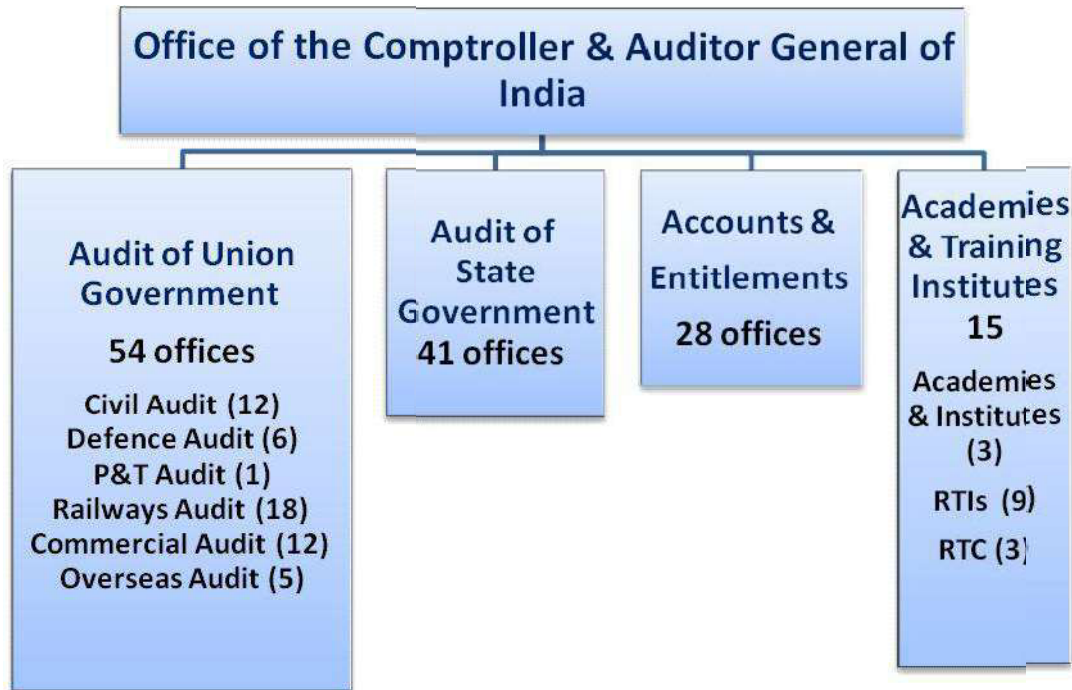 Office of the Comptroller & Auditor General of
India
Audit of Union
Government
54 offices
Civil Audit (12)
Defence Audit (6)
P&T Audit (1)
Railways Audit (18)
Commercial Audit (12)
Overseas Audit (5)
Audit of
State
Government
41 offices
Accounts &
Entitlements
28 offices
Academies
& Training
Institutes
15
Academies
& Institutes
(3)
RTIs (9)
RTC (3)